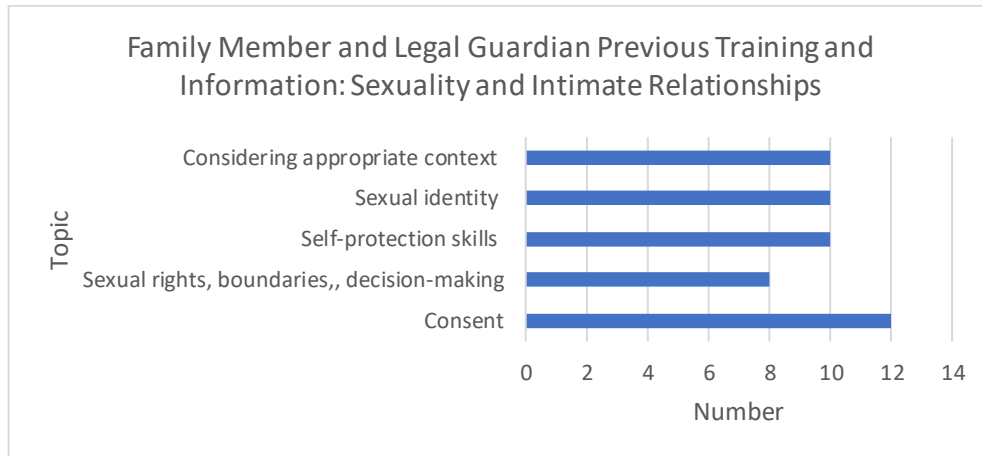 Family Member and Legal Guardian Previous Training and
Information: Sexuality and Intimate Relationships
Topic
Considering appropriate context
Sexual identity
Self-protection skills
Sexual rights, boundaries,, decision-making
Consent
0 2 4 6 8 10 12 14
Number